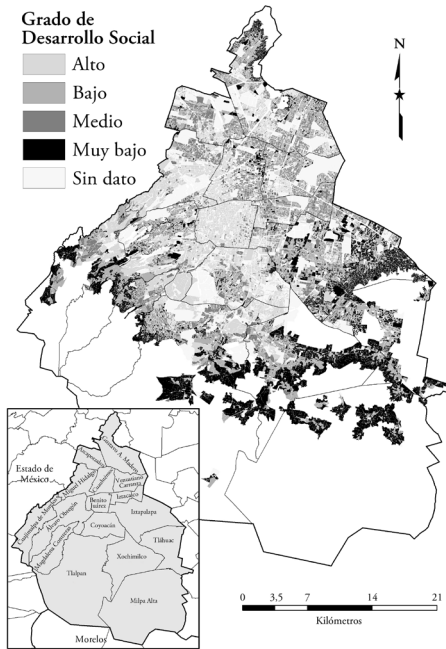 Grado de
Desarrollo Social
Alto
Bajo
Medio
Muy bajo
Sin dato
N
Estado de
México
Gustavo A. Madero
Azcapotzalco
Miguel Hidalgo
Cuauhtémoc
Venustiano
Carranza
Iztacalco
Benito
Juárez
Cuajimalpa de Morelos
Álvaro Obregón
Magdalena Contreras
Coyoacán
Iztapalapa
Tláhuac
Xochimilco
Tlalpan
Milpa Alta
Morelos
0 3,5 7 14 21
Kilómetros